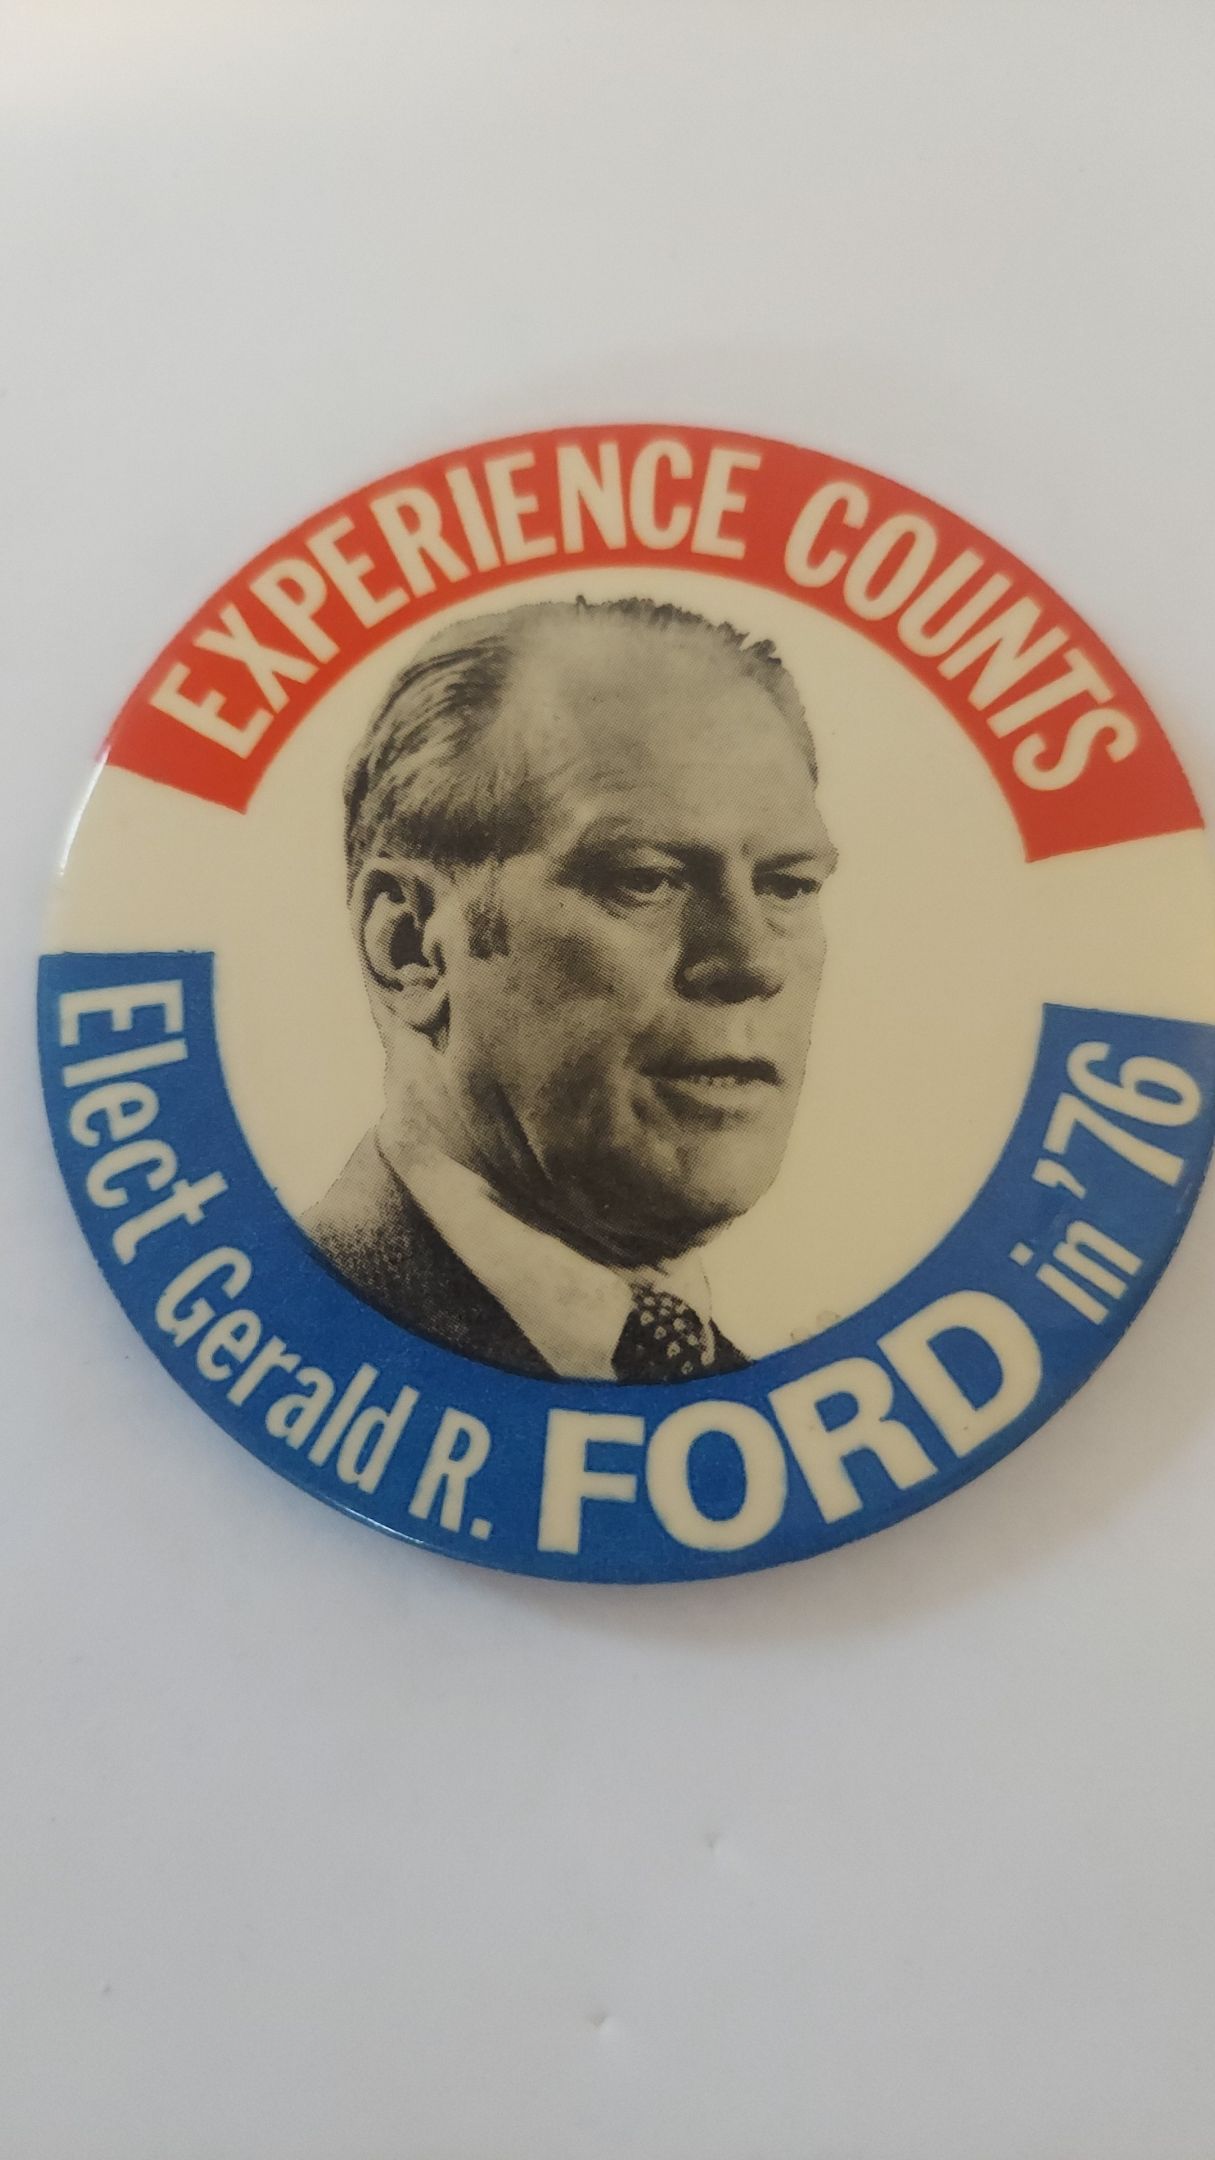 EXPERIENCE COUNTS
Elect Gerald R. FORD in '76